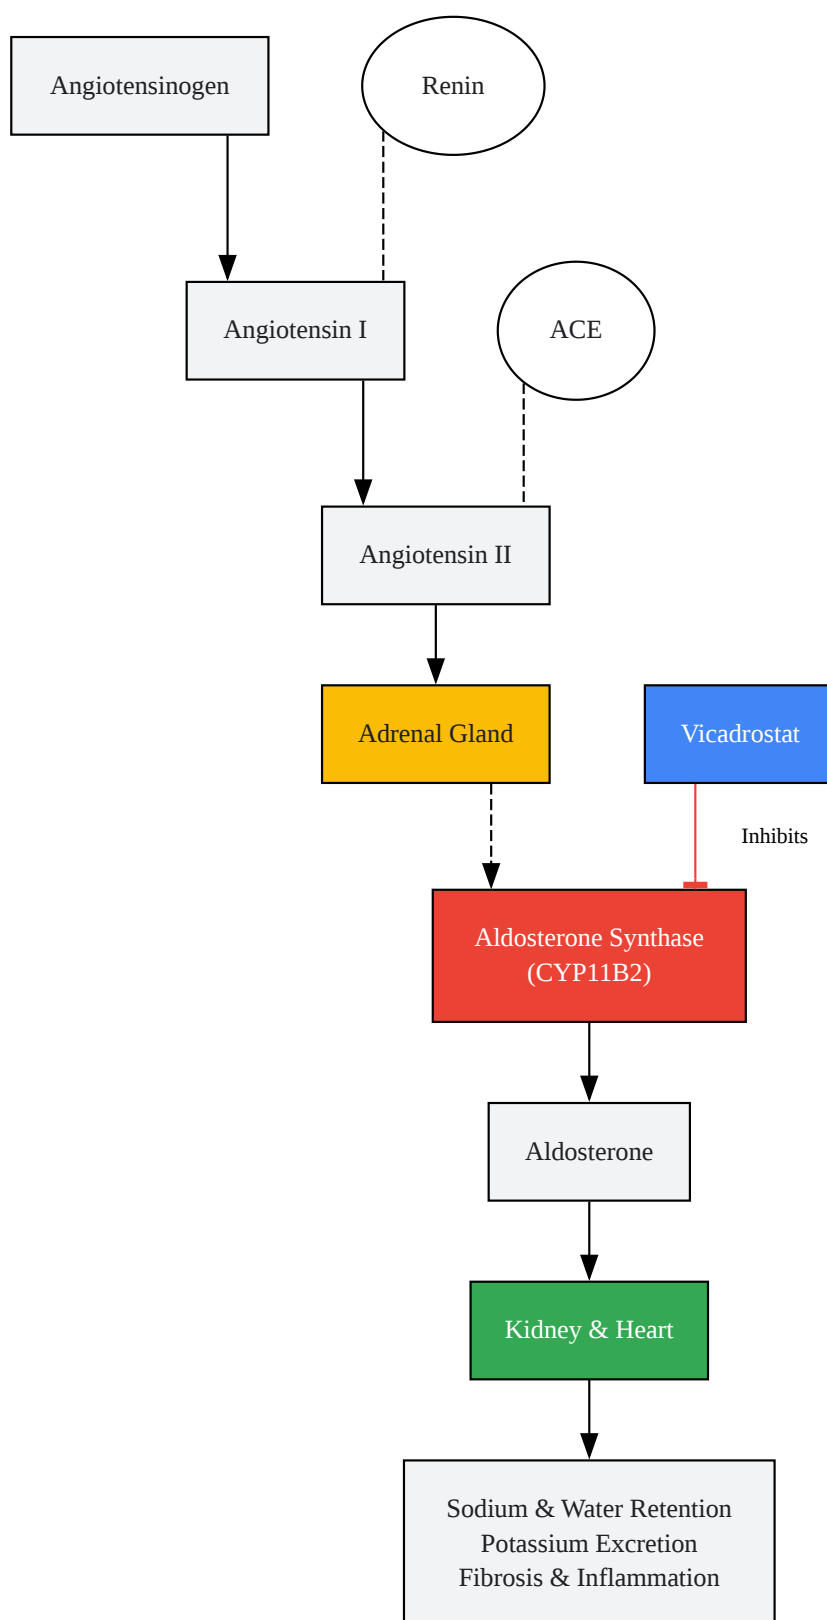 Angiotensinogen
Renin
Angiotensin I
ACE
Angiotensin II
Adrenal Gland
Vicadrostat
Inhibits
Aldosterone Synthase
(CYP11B2)
Aldosterone
Kidney & Heart
Sodium & Water Retention
Potassium Excretion
Fibrosis & Inflammation